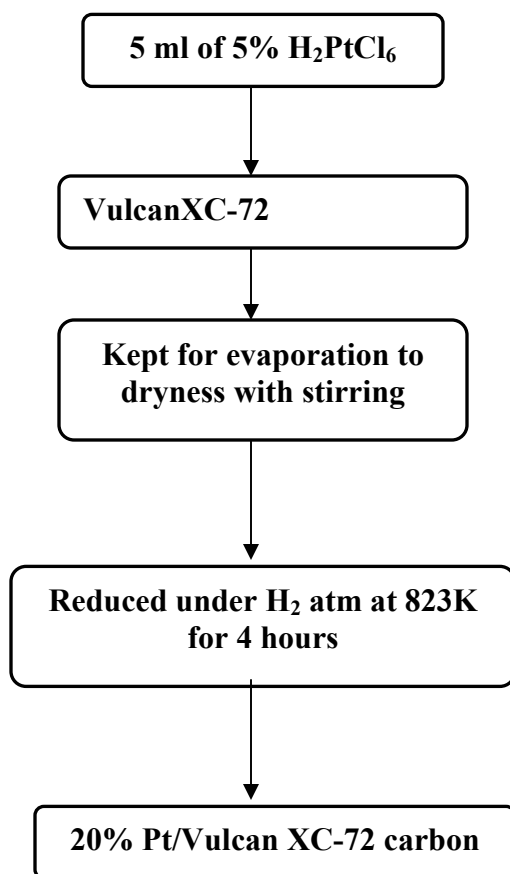 5 ml of 5% H₂PtCl₆
VulcanXC-72
Kept for evaporation to
dryness with stirring
Reduced under H₂ atm at 823K
for 4 hours
20% Pt/Vulcan XC-72 carbon